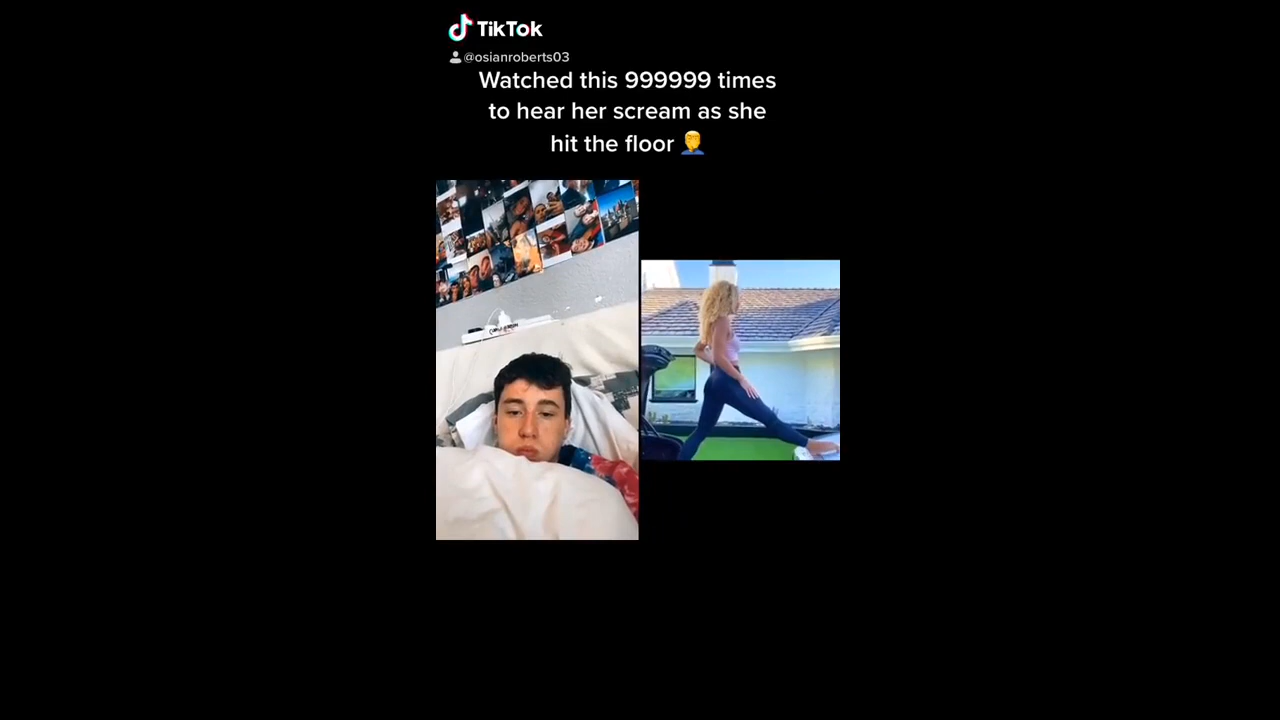 TikTok
@osianroberts03
Watched this 999999 times
to hear her scream as she
hit the floor 🤦‍♂️